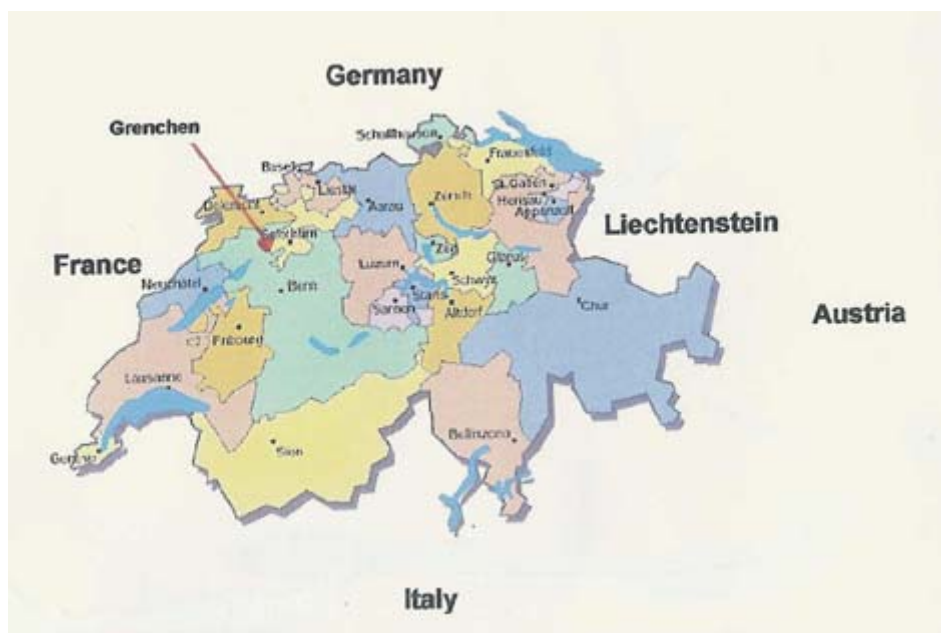 Germany
Grenchen
Schaffhausen
Frauenfeld
Basel
Liestal
Aarau
Zürich
St. Gallen
Herisau
Appenzell
Delemont
Solothurn
Liechtenstein
France
Zug
Luzern
Glarus
Neuchâtel
Bern
Schwyz
Stans
Sarnen
Altdorf
Chur
Austria
Fribourg
Lausanne
Bellinzona
Geneva
Sion
Italy